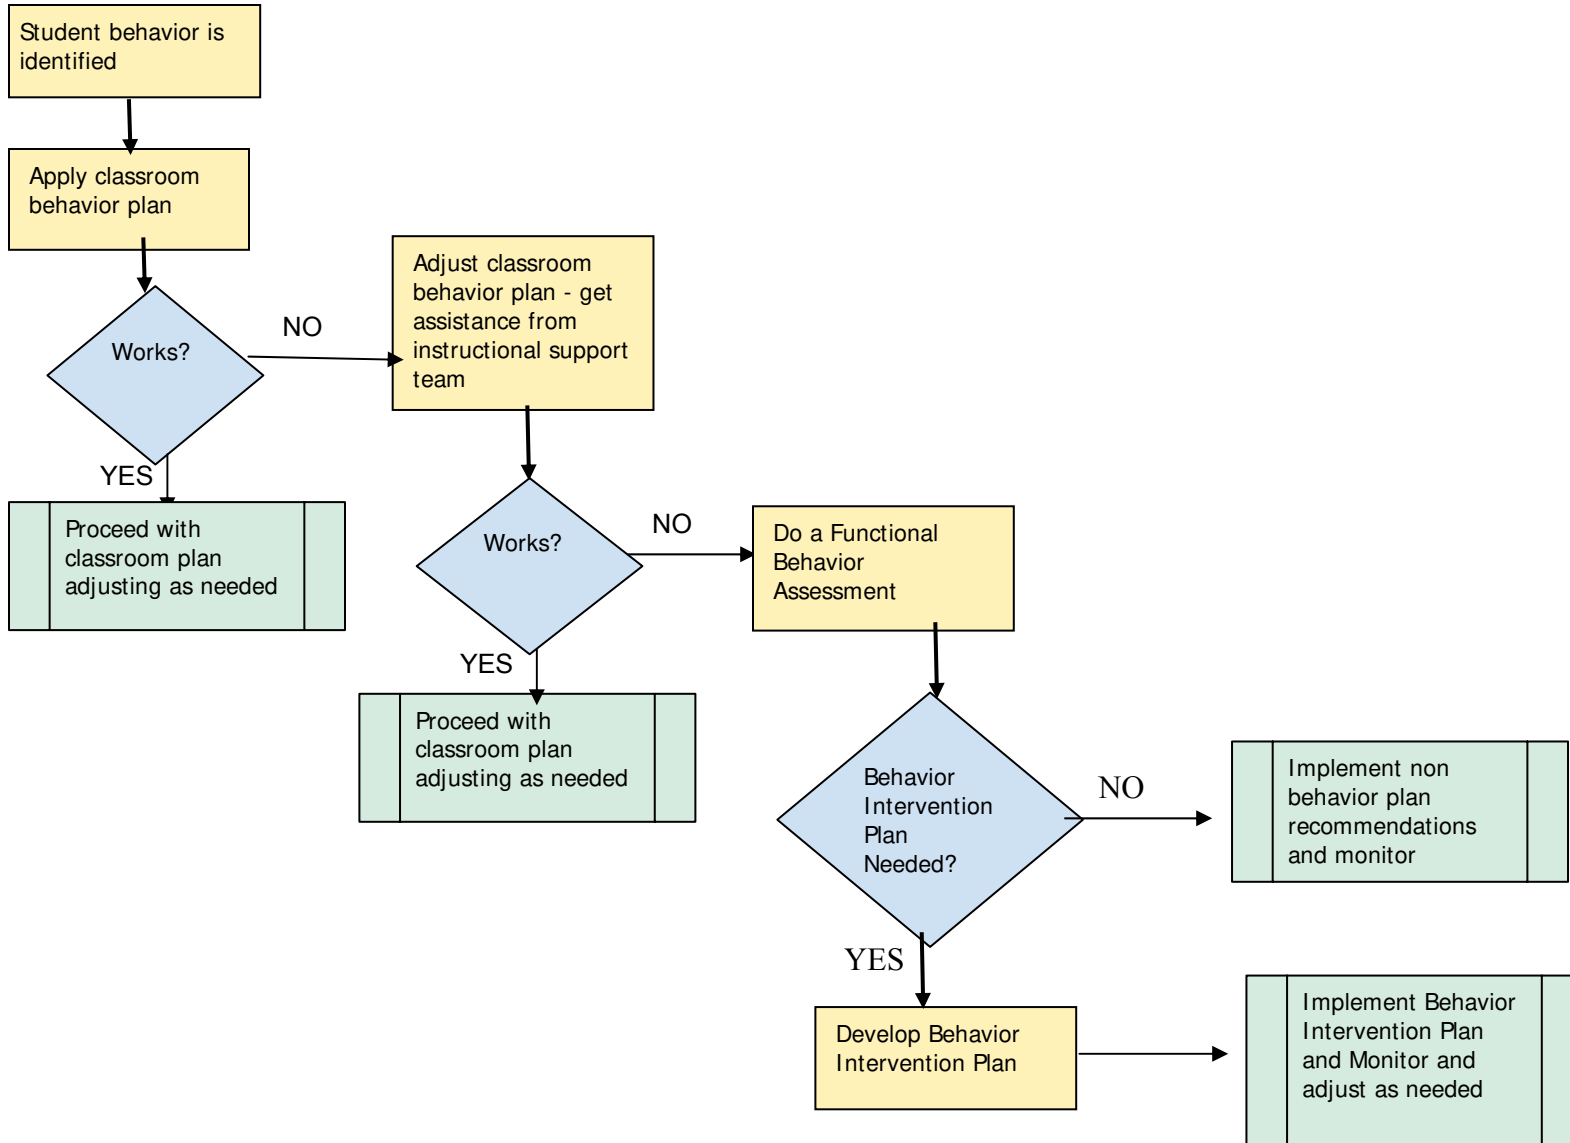 Student behavior is
identified
Apply classroom
behavior plan
Works?
NO
YES
Proceed with
classroom plan
adjusting as needed
Adjust classroom
behavior plan - get
assistance from
instructional support
team
Works?
NO
YES
Proceed with
classroom plan
adjusting as needed
Do a Functional
Behavior
Assessment
Behavior
Intervention
Plan
Needed?
NO
Implement non
behavior plan
recommendations
and monitor
YES
Develop Behavior
Intervention Plan
Implement Behavior
Intervention Plan
and Monitor and
adjust as needed